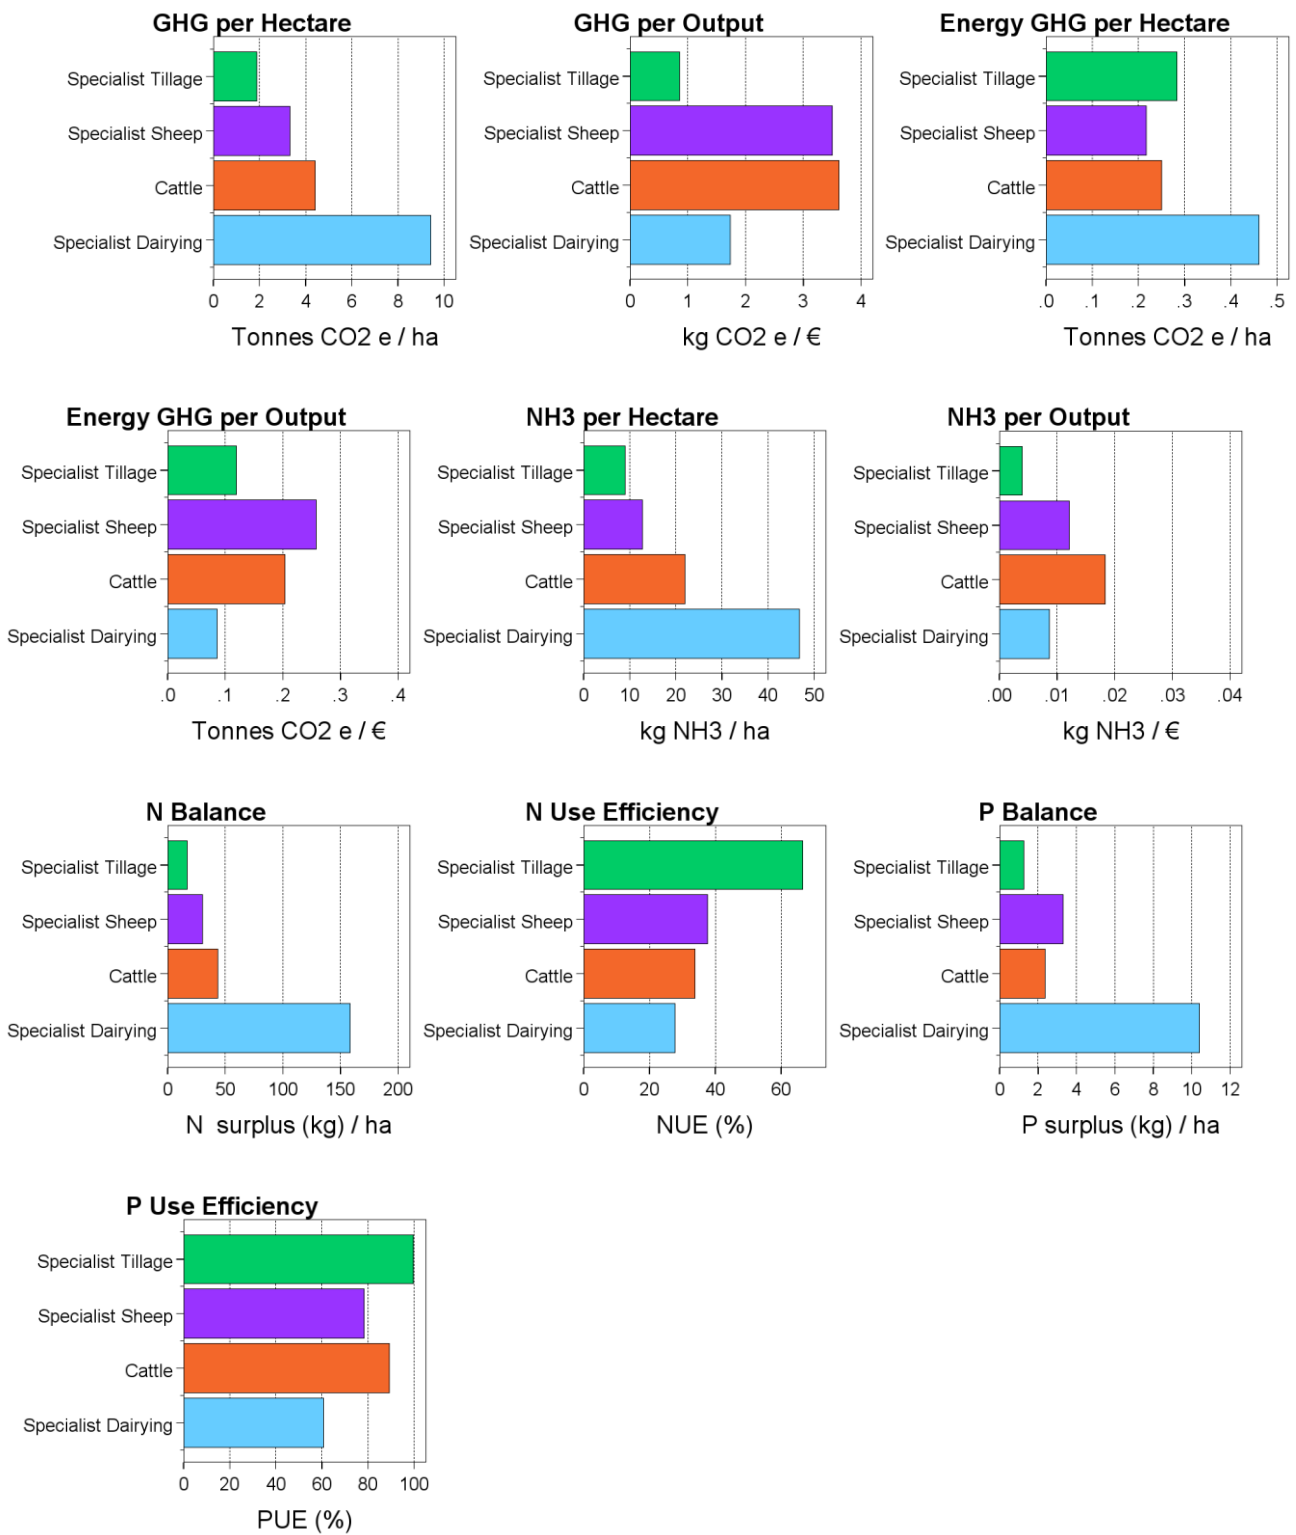 GHG per Hectare
Specialist Tillage
Specialist Sheep
Cattle
Specialist Dairying
0 2 4 6 8 10
Tonnes CO2 e / ha
GHG per Output
Specialist Tillage
Specialist Sheep
Cattle
Specialist Dairying
0 1 2 3 4
kg CO2 e / €
Energy GHG per Hectare
Specialist Tillage
Specialist Sheep
Cattle
Specialist Dairying
.0 .1 .2 .3 .4 .5
Tonnes CO2 e / ha
Energy GHG per Output
Specialist Tillage
Specialist Sheep
Cattle
Specialist Dairying
.0 .1 .2 .3 .4
Tonnes CO2 e / €
NH3 per Hectare
Specialist Tillage
Specialist Sheep
Cattle
Specialist Dairying
0 10 20 30 40 50
kg NH3 / ha
NH3 per Output
Specialist Tillage
Specialist Sheep
Cattle
Specialist Dairying
.00 .01 .02 .03 .04
kg NH3 / €
N Balance
Specialist Tillage
Specialist Sheep
Cattle
Specialist Dairying
0 50 100 150 200
N surplus (kg) / ha
N Use Efficiency
Specialist Tillage
Specialist Sheep
Cattle
Specialist Dairying
0 20 40 60
NUE (%)
P Balance
Specialist Tillage
Specialist Sheep
Cattle
Specialist Dairying
0 2 4 6 8 10 12
P surplus (kg) / ha
P Use Efficiency
Specialist Tillage
Specialist Sheep
Cattle
Specialist Dairying
0 20 40 60 80 100
PUE (%)